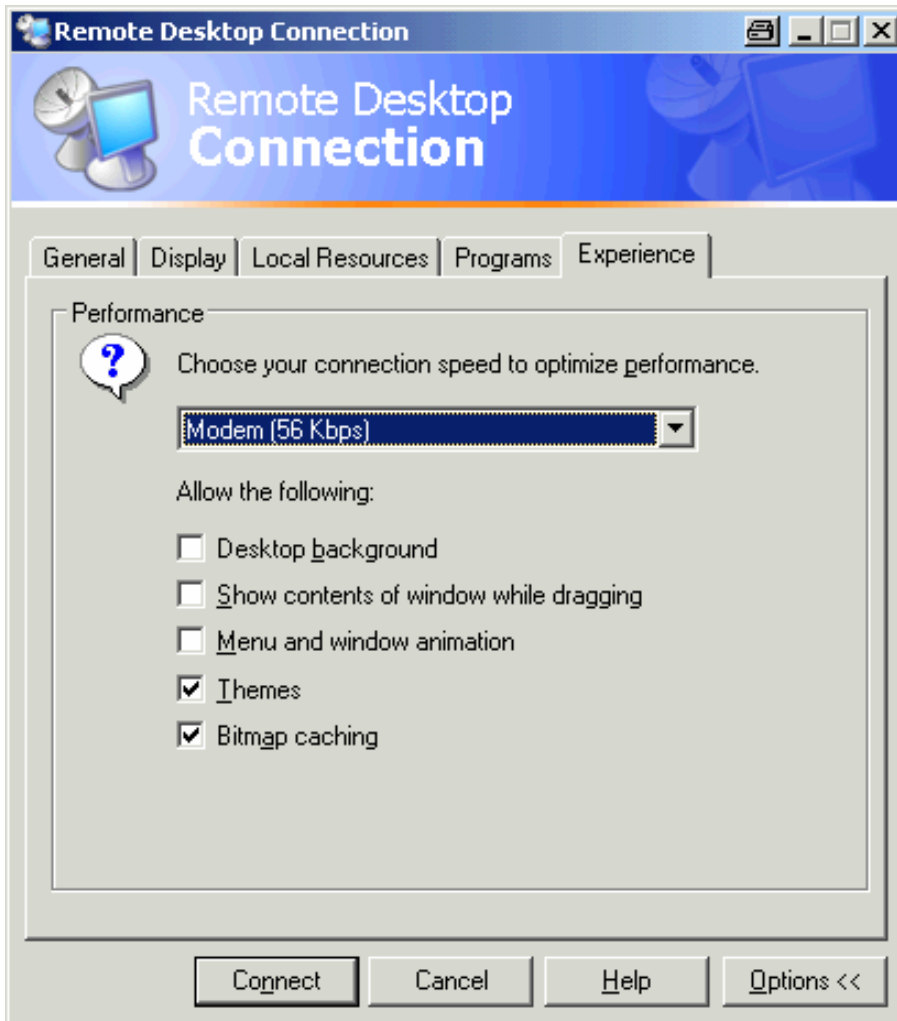 Remote Desktop Connection
Remote Desktop
Connection
General Display Local Resources Programs Experience
Performance
?
Choose your connection speed to optimize performance.
Modem (56 Kbps)
Allow the following:
Desktop background
Show contents of window while dragging
Menu and window animation
Themes
Bitmap caching
Connect Cancel Help Options <<